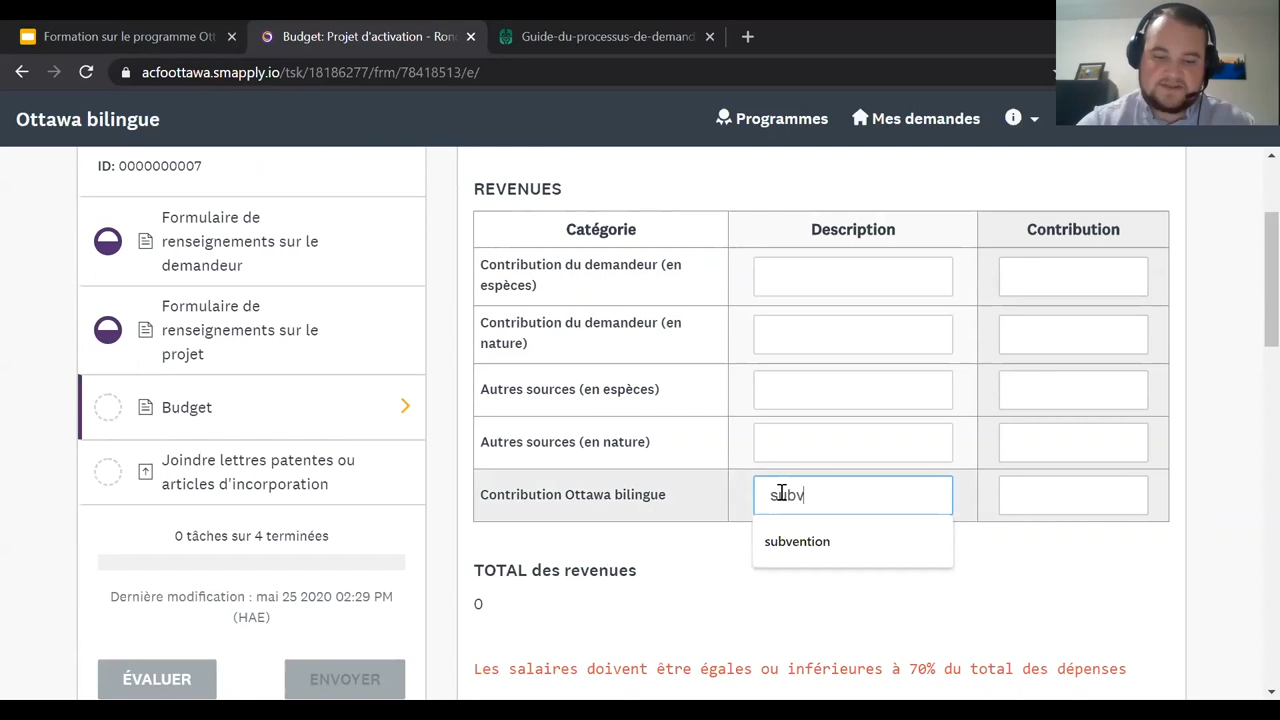 Formation sur le programme Ott
Budget: Projet d'activation - Rond
Guide-du-processus-de-demand
acfoottawa.smapply.io/tsk/18186277/frm/78418513/e/
Ottawa bilingue
Programmes
Mes demandes
ID: 0000000007
Formulaire de
renseignements sur le
demandeur
Formulaire de
renseignements sur le
projet
Budget
Joindre lettres patentes ou
articles d'incorporation
0 tâches sur 4 terminées
Dernière modification : mai 25 2020 02:29 PM
(HAE)
ÉVALUER
ENVOYER
REVENUES
Catégorie
Description
Contribution
Contribution du demandeur (en
espèces)
Contribution du demandeur (en
nature)
Autres sources (en espèces)
Autres sources (en nature)
Contribution Ottawa bilingue
subv
subvention
TOTAL des revenues
0
Les salaires doivent être égales ou inférieures à 70% du total des dépenses